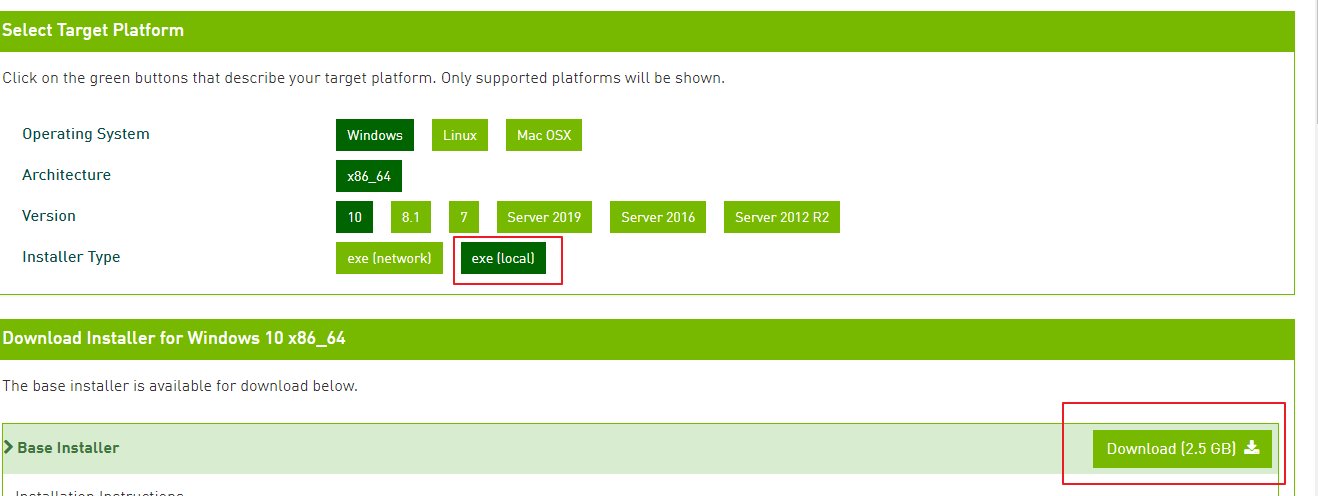 Select Target Platform
Click on the green buttons that describe your target platform. Only supported platforms will be shown.
Operating System Windows Linux Mac OSX
Architecture x86_64
Version 10 8.1 7 Server 2019 Server 2016 Server 2012 R2
Installer Type exe (network) exe (local)
Download Installer for Windows 10 x86_64
The base installer is available for download below.
Base Installer Download (2.5 GB)
Installation Instructions